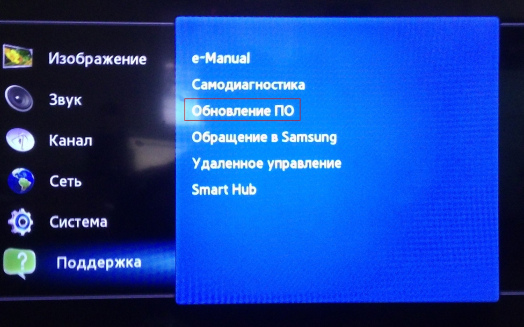 Изображение
Звук
Канал
Сеть
Система
Поддержка
e-Manual
Самодиагностика
Обновление ПО
Обращение в Samsung
Удаленное управление
Smart Hub